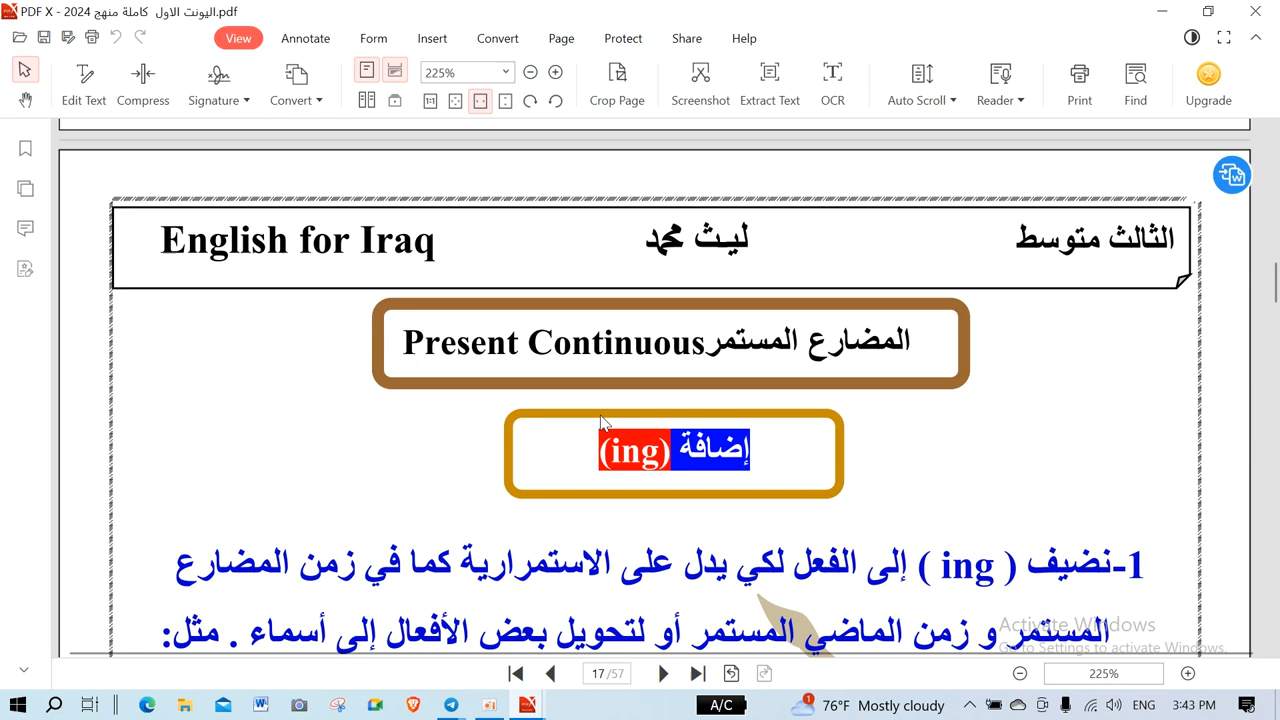 PDF X - 2024 اليونت الاول كاملة منهج.pdf
View Annotate Form Insert Convert Page Protect Share Help
225%
Edit Text Compress Signature Convert Crop Page Screenshot Extract Text OCR Auto Scroll Reader Print Find Upgrade
English for Iraq ليث محمد الثالث متوسط
Present Continuous المضارع المستمر
إضافة (ing)
1-نضيف ( ing ) إلى الفعل لكي يدل على الاستمرارية كما في زمن المضارع
المستمر و زمن الماضي المستمر أو لتحويل بعض الأفعال إلى أسماء . مثل:
Activate Windows
Go to Settings to activate Windows.
17 /57
225%
A/C 1 76°F Mostly cloudy ENG 3:43 PM